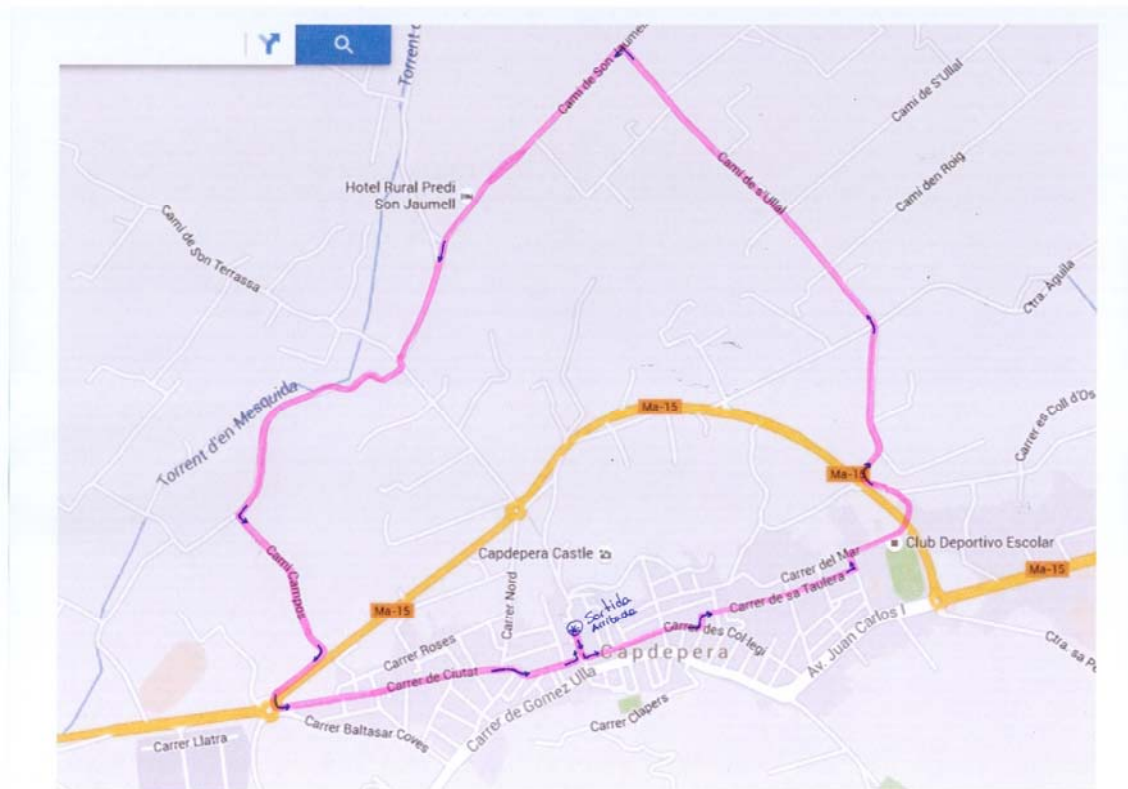 Torrent d
Camí de Son Jaumell
Camí de S'Ullal
Camí de s'Ullal
Camí den Roig
Hotel Rural Predi
Son Jaumell
Camí de
Son Terrassa
Ctra. Aguila
Torrent d'en Mesquida
Ma-15
Carrer es Coll d'Os
Ma-15
Club Deportivo Escolar
Capdepera Castle
Camí Campos
Carrer Nord
Carrer del Mar
Ma-15
Carrer de sa Taulera
Ma-15
Sortida
Arribada
Carrer Roses
Carrer des Col·legi
Capdepera
Av. Juan Carlos I
Ctra. sa Pe
Carrer de Ciutat
Carrer de Gomez Ulla
Carrer Clapers
Carrer Baltasar Coves
Carrer Llatra